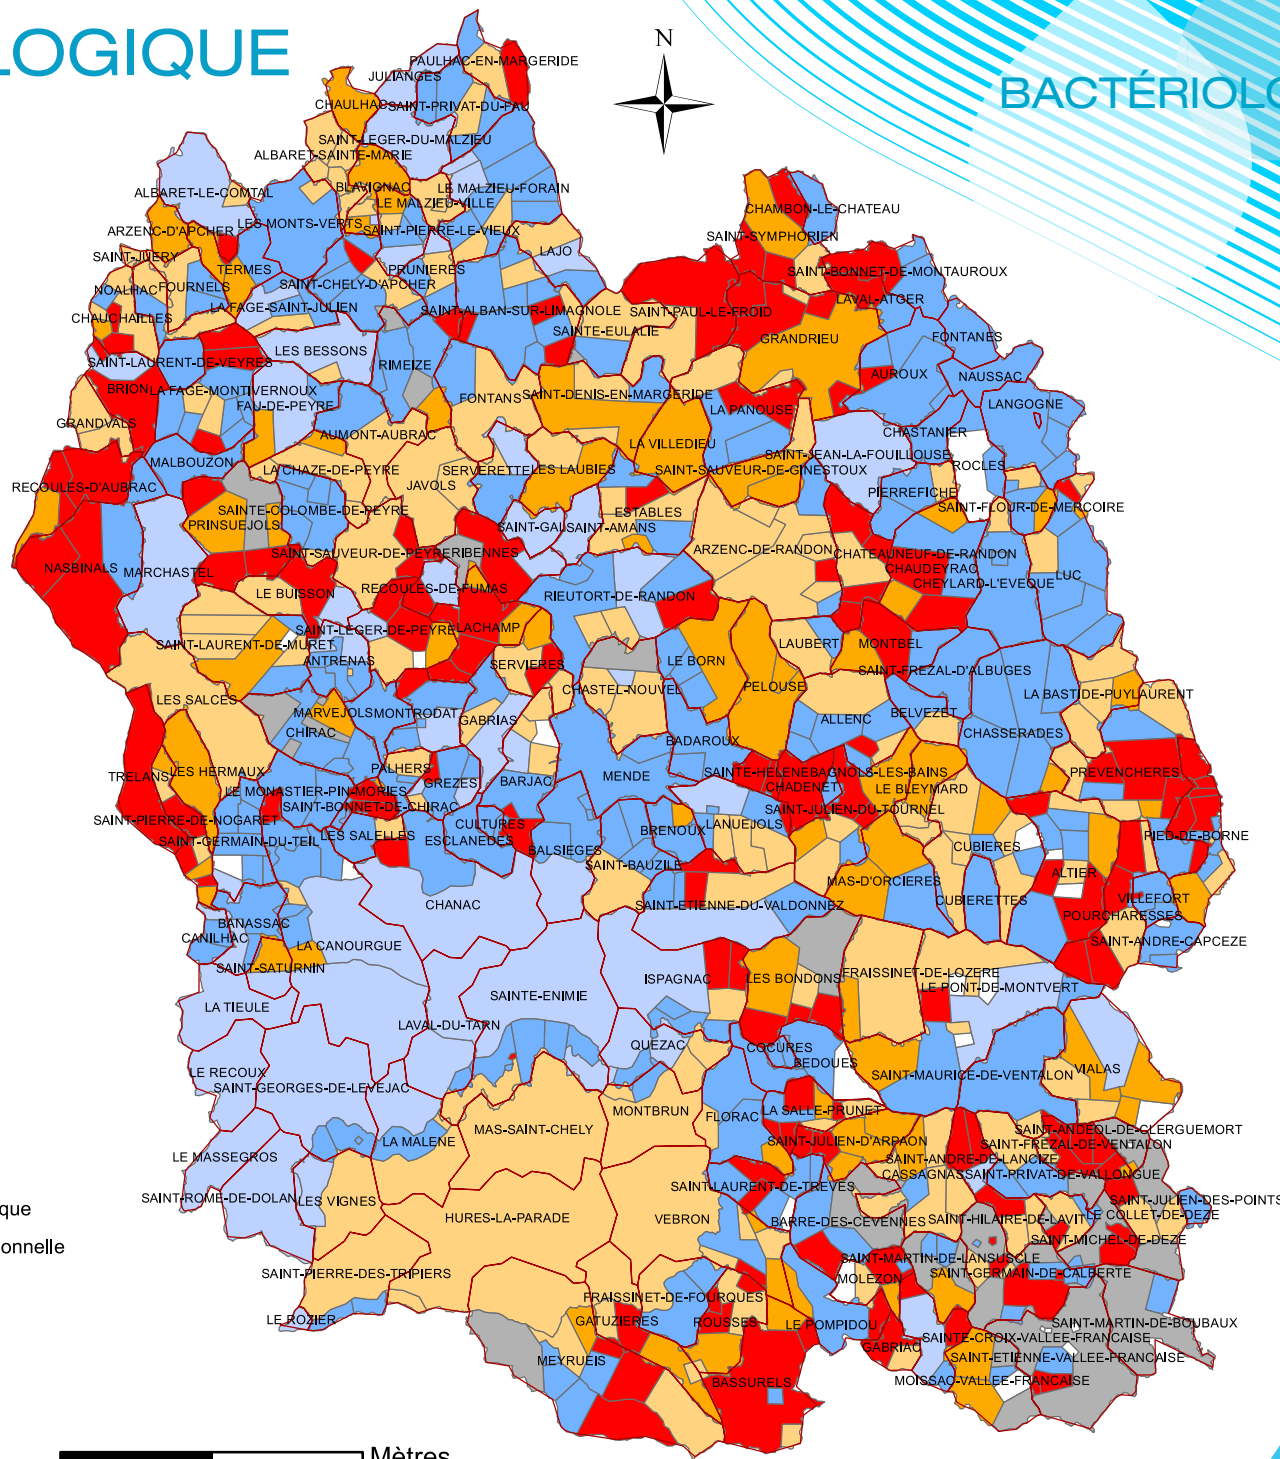 LOGIQUE
BACTÉRIOLO
N
PAULHAC-EN-MARGERIDE
JULIANGES
CHAULHAC
SAINT-PRIVAT-DU-FAU
SAINT-LEGER-DU-MALZIEU
ALBARET-SAINTE-MARIE
ALBARET-LE-COMTAL
BLAVIGNAC
LE MALZIEU-FORAIN
LE MALZIEU-VILLE
CHAMBON-LE-CHATEAU
ARZENC-D'APCHER
LES MONTS-VERTS
SAINT-PIERRE-LE-VIEUX
SAINT-SYMPHORIEN
SAINT-JUERY
LAJO
TERMES
PRUNIERES
SAINT-BONNET-DE-MONTAUROUX
NOALHAC
FOURNELS
SAINT-CHELY-D'APCHER
LAVAL-ATGER
CHAUCHAILLES
LA-FAGE-SAINT-JULIEN
SAINT-ALBAN-SUR-LIMAGNOLE
SAINT-PAUL-LE-FROID
SAINTE-EULALIE
GRANDRIEU
FONTANES
LES BESSONS
SAINT-LAURENT-DE-VEYRES
RIMEIZE
AUROUX
NAUSSAC
BRION
LA FAGE-MONTIVERNOUX
FAU-DE-PEYRE
FONTANS
SAINT-DENIS-EN-MARGERIDE
LANGOGNE
LA PANOUSE
GRANDVALS
AUMONT-AUBRAC
CHASTANIER
LA VILLEDIEU
SAINT-JEAN-LA-FOUILLOUSE
MALBOUZON
LA CHAZE-DE-PEYRE
SERVERETTE
LES LAUBIES
SAINT-SAUVEUR-DE-GINESTOUX
ROCLES
RECOULES-D'AUBRAC
JAVOLS
PIERREFICHE
SAINTE-COLOMBE-DE-PEYRE
ESTABLES
SAINT-FLOUR-DE-MERCOIRE
PRINSUEJOLS
SAINT-GAL
SAINT-AMANS
SAINT-SAUVEUR-DE-PEYRE
RIBENNES
ARZENC-DE-RANDON
CHATEAUNEUF-DE-RANDON
NASBINALS
MARCHASTEL
CHAUDEYRAC
LUC
CHEYLARD-L'EVEQUE
LE BUISSON
RECOULES-DE-FUMAS
RIEUTORT-DE-RANDON
SAINT-LEGER-DE-PEYRE
LACHAMP
SAINT-LAURENT-DE-MURET
LAUBERT
MONTBEL
ANTRENAS
SERVIERES
LE BORN
SAINT-FREZAL-D'ALBUGES
LES SALCES
CHASTEL-NOUVEL
PELOUSE
LA BASTIDE-PUYLAURENT
MARVEJOLS
MONTRODAT
GABRIAS
ALLENC
BELVEZET
CHIRAC
BADAROUX
CHASSERADES
TRELANS
LES HERMAUX
PALHERS
GREZES
BARJAC
MENDE
SAINTE-HELENE
BAGNOLS-LES-BAINS
PREVENCHERES
LE MONASTIER-PIN-MORIES
CHADENET
LE BLEYMARD
SAINT-BONNET-DE-CHIRAC
SAINT-JULIEN-DU-TOURNEL
SAINT-PIERRE-DE-NOGARET
CULTURES
BRENOUX
LANUEJOLS
SAINT-GERMAIN-DU-TEIL
LES SALELLES
ESCLANEDES
BALSIEGES
PIED-DE-BORNE
CUBIERES
SAINT-BAUZILE
ALTIER
MAS-D'ORCIERES
CHANAC
SAINT-ETIENNE-DU-VALDONNEZ
CUBIERETTES
VILLEFORT
BANASSAC
POURCHARESSES
CANILHAC
LA CANOURGUE
SAINT-ANDRE-CAPCEZE
SAINT-SATURNIN
ISPAGNAC
LES BONDONS
FRAISSINET-DE-LOZERE
LE PONT-DE-MONTVERT
SAINTE-ENIMIE
LA TIEULE
LAVAL-DU-TARN
QUEZAC
COCURES
BEDOUES
LE RECOUX
SAINT-MAURICE-DE-VENTALON
VIALAS
SAINT-GEORGES-DE-LEVEJAC
MONTBRUN
FLORAC
LA SALLE-PRUNET
MAS-SAINT-CHELY
SAINT-ANDEOL-DE-CLERGUEMORT
LA MALENE
SAINT-JULIEN-D'ARPAON
SAINT-FREZAL-DE-VENTALON
LE MASSEGROS
SAINT-ANDRE-DE-LANCIZE
CASSAGNAS
SAINT-PRIVAT-DE-VALLONGUE
SAINT-LAURENT-DE-TREVES
SAINT-ROME-DE-DOLAN
LES VIGNES
SAINT-JULIEN-DES-POINTS
que
HURES-LA-PARADE
VEBRON
BARRE-DES-CEVENNES
SAINT-HILAIRE-DE-LAVIT
LE COLLET-DE-DEZE
SAINT-MICHEL-DE-DEZE
onnelle
SAINT-MARTIN-DE-LANSUSCLE
SAINT-PIERRE-DES-TRIPIERS
MOLEZON
SAINT-GERMAIN-DE-CALBERTE
FRAISSINET-DE-FOURQUES
LE ROZIER
GATUZIERES
ROUSSES
LE POMPIDOU
SAINT-MARTIN-DE-BOUBAUX
SAINTE-CROIX-VALLEE-FRANCAISE
GABRIAC
MEYRUEIS
SAINT-ETIENNE-VALLEE-FRANCAISE
BASSURELS
MOISSAC-VALLEE-FRANCAISE
Mètres